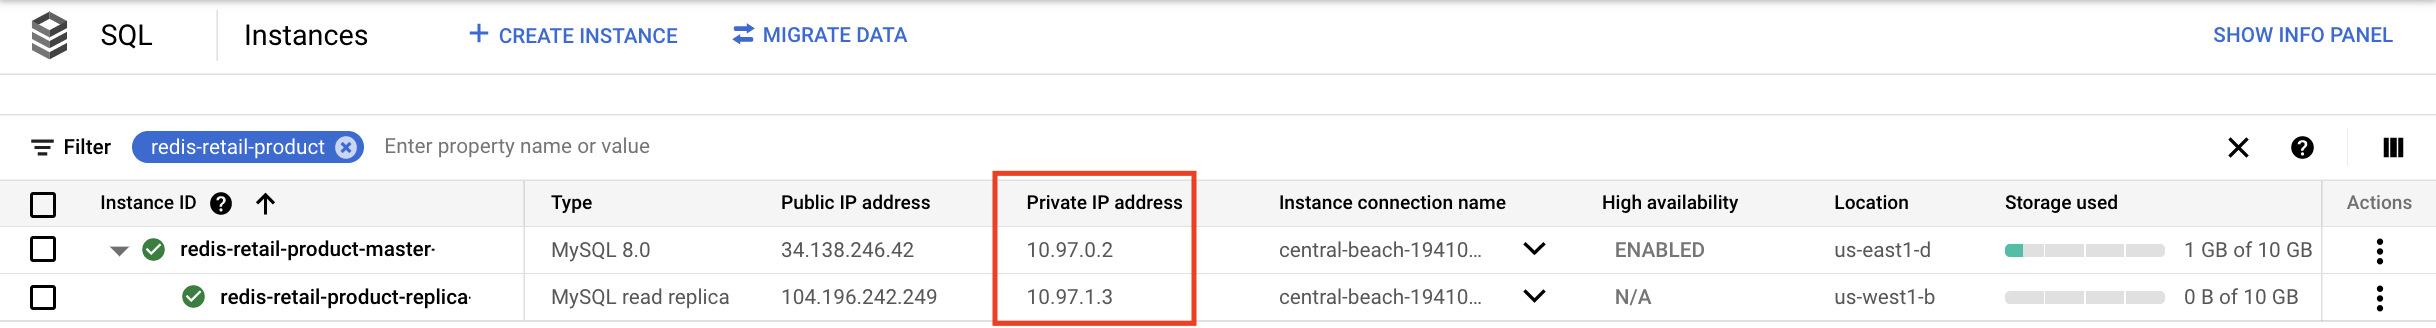 SQL Instances CREATE INSTANCE MIGRATE DATA SHOW INFO PANEL
Filter redis-retail-product Enter property name or value
Instance ID Type Public IP address Private IP address Instance connection name High availability Location Storage used Actions
redis-retail-product-master- MySQL 8.0 34.138.246.42 10.97.0.2 central-beach-19410... ENABLED us-east1-d 1 GB of 10 GB
redis-retail-product-replica- MySQL read replica 104.196.242.249 10.97.1.3 central-beach-19410... N/A us-west1-b 0 B of 10 GB